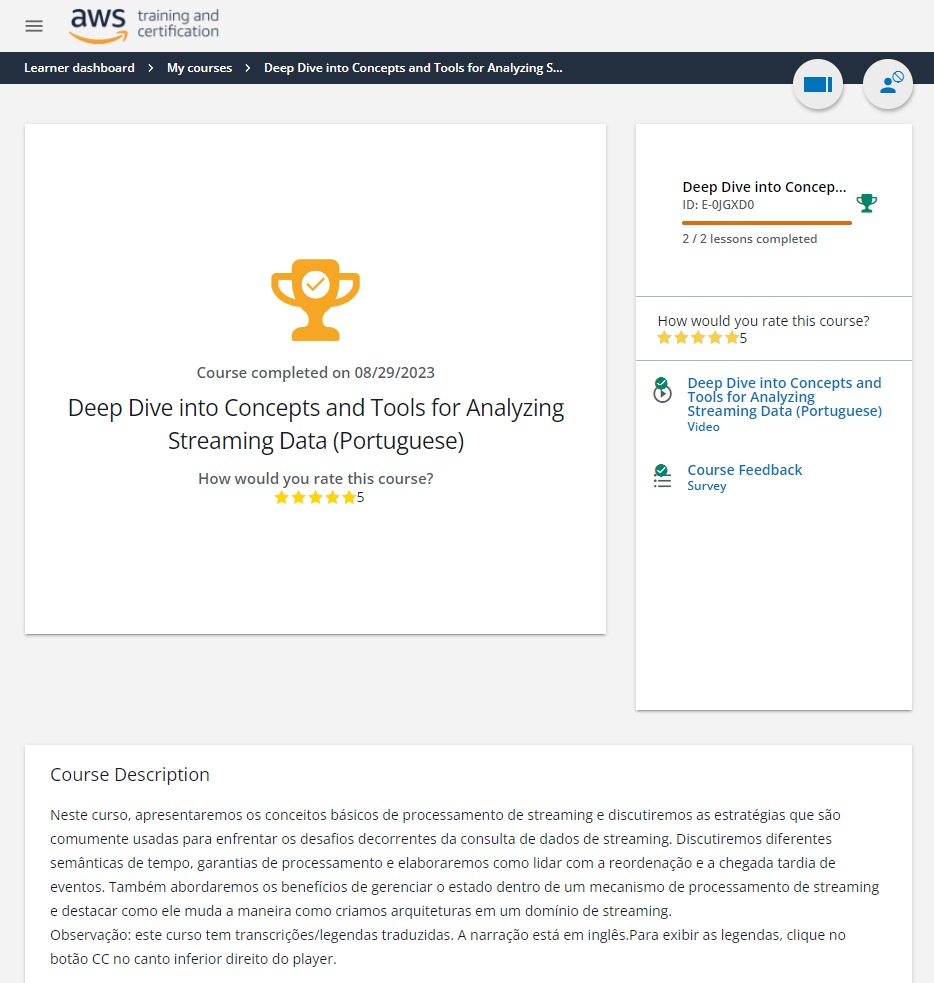 aws training and
certification
Learner dashboard > My courses > Deep Dive into Concepts and Tools for Analyzing S...
Course completed on 08/29/2023
Deep Dive into Concepts and Tools for Analyzing
Streaming Data (Portuguese)
How would you rate this course?
5
Deep Dive into Concep...
ID: E-0JGXD0
2 / 2 lessons completed
How would you rate this course?
5
Deep Dive into Concepts and
Tools for Analyzing
Streaming Data (Portuguese)
Video
Course Feedback
Survey
Course Description
Neste curso, apresentaremos os conceitos básicos de processamento de streaming e discutiremos as estratégias que são
comumente usadas para enfrentar os desafios decorrentes da consulta de dados de streaming. Discutiremos diferentes
semânticas de tempo, garantias de processamento e elaboraremos como lidar com a reordenação e a chegada tardia de
eventos. Também abordaremos os benefícios de gerenciar o estado dentro de um mecanismo de processamento de streaming
e destacar como ele muda a maneira como criamos arquiteturas em um domínio de streaming.
Observação: este curso tem transcrições/legendas traduzidas. A narração está em inglês.Para exibir as legendas, clique no
botão CC no canto inferior direito do player.